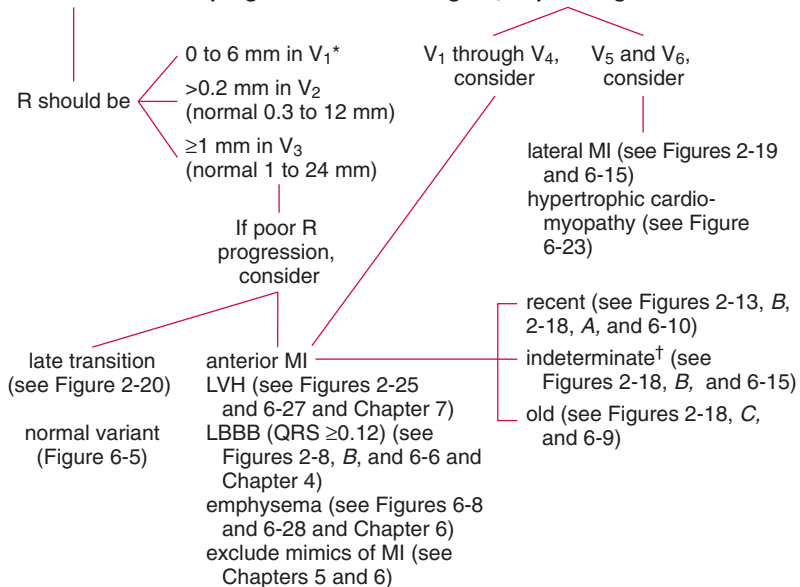 0 to 6 mm in V1*
R should be
>0.2 mm in V2
(normal 0.3 to 12 mm)
≥1 mm in V3
(normal 1 to 24 mm)
If poor R
progression,
consider
late transition
(see Figure 2-20)
normal variant
(Figure 6-5)
anterior MI
LVH (see Figures 2-25
and 6-27 and Chapter 7)
LBBB (QRS ≥0.12) (see
Figures 2-8, B, and 6-6 and
Chapter 4)
emphysema (see Figures 6-8
and 6-28 and Chapter 6)
exclude mimics of MI (see
Chapters 5 and 6)
V1 through V4,
consider
V5 and V6,
consider
lateral MI (see Figures 2-19
and 6-15)
hypertrophic cardio-
myopathy (see Figure
6-23)
recent (see Figures 2-13, B,
2-18, A, and 6-10)
indeterminate† (see
Figures 2-18, B, and 6-15)
old (see Figures 2-18, C,
and 6-9)